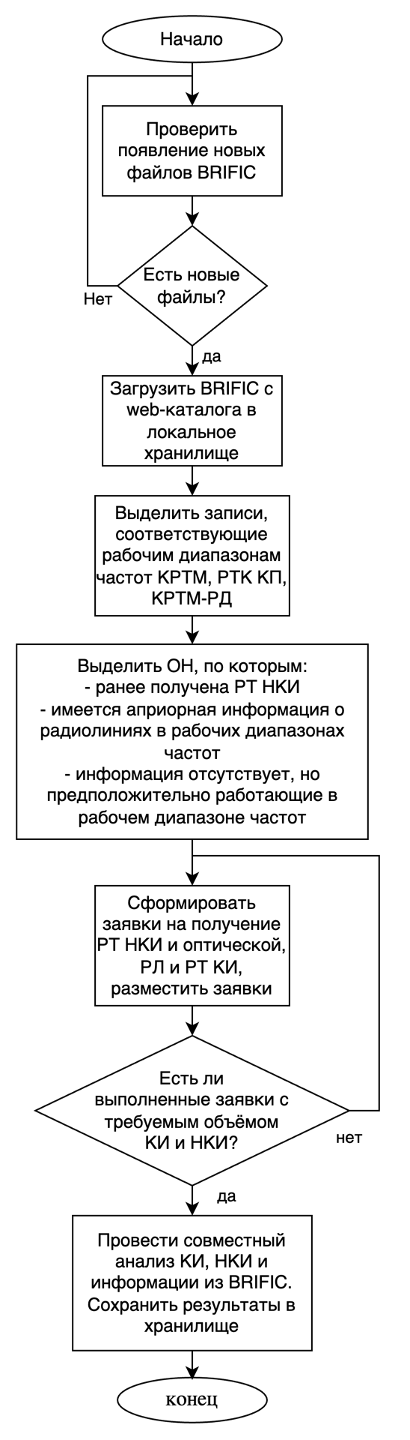 Начало
Проверить
появление новых
файлов BRIFIC
Есть новые
файлы?
Нет
да
Загрузить BRIFIC с
web-каталога в
локальное
хранилище
Выделить записи,
соответствующие
рабочим диапазонам
частот КРТМ, РТК КП,
КРТМ-РД
Выделить ОН, по которым:
- ранее получена РТ НКИ
- имеется априорная информация о
радиолиниях в рабочих диапазонах
частот
- информация отсутствует, но
предположительно работающие в
рабочем диапазоне частот
Сформировать
заявки на получение
РТ НКИ и оптической,
РЛ и РТ КИ,
разместить заявки
Есть ли
выполненные заявки с
требуемым объёмом
КИ и НКИ?
нет
да
Провести совместный
анализ КИ, НКИ и
информации из BRIFIC.
Сохранить результаты в
хранилище
конец